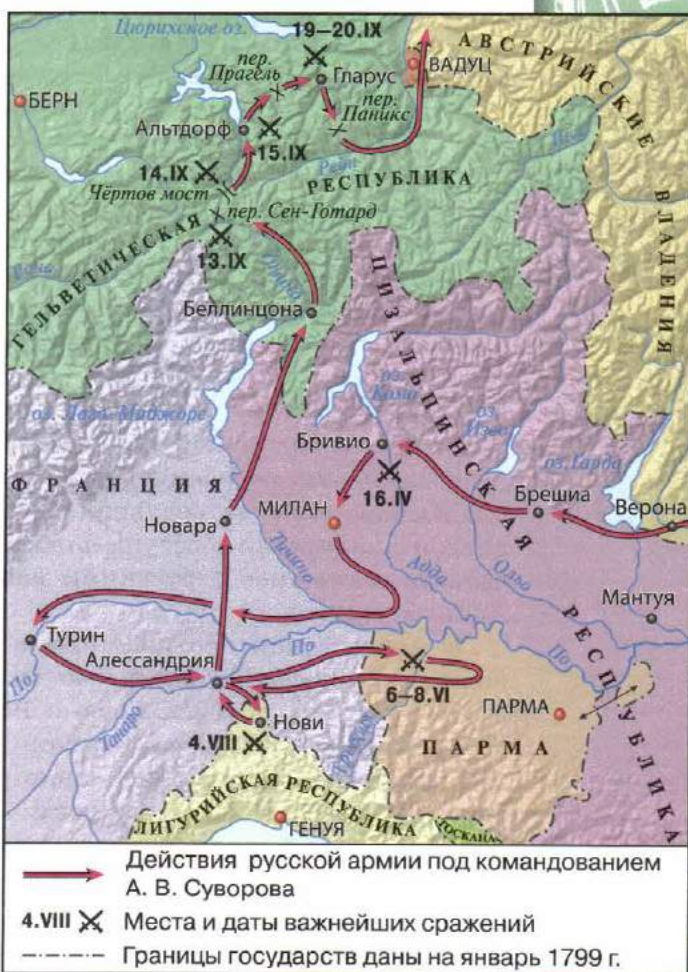 Цюрихское оз.
19–20.IX
АВСТРИЙСКИЕ ВЛАДЕНИЯ
ВАДУЦ
пер. Прагель
Гларус
БЕРН
пер. Паникс
Альтдорф
15.IX
14.IX
Чёртов мост
РЕСПУБЛИКА
пер. Сен-Готард
13.IX
ГЕЛЬВЕТИЧЕСКАЯ
Беллинцона
ЦИЗАЛЬПИНСКАЯ
оз. Лаго-Маджоре
оз.
Комо
оз.
оз. Гарда
Бривио
16.IV
ФРАНЦИЯ
Новара
МИЛАН
Брешиа
Верона
Тичино
Адда
Ольо
Мантуя
РЕСПУБЛИКА
Турин
По
Алессандрия
По
По
6–8.VI
ПАРМА
Танаро
Нови
4.VIII
ПАРМА
ЛИГУРИЙСКАЯ РЕСПУБЛИКА
ГЕНУЯ
ТОСКАНА
Действия русской армии под командованием
А. В. Суворова
4.VIII Места и даты важнейших сражений
Границы государств даны на январь 1799 г.